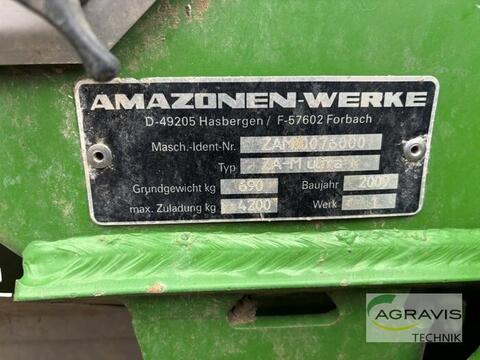 AMAZONEN-WERKE
D-49205 Hasbergen / F-57602 Forbach
Masch.-Ident-Nr.
Typ ZA-M
Grundgewicht kg 690 Baujahr 2009
max. Zuladung kg 4200 Werk
AGRAVIS
TECHNIK